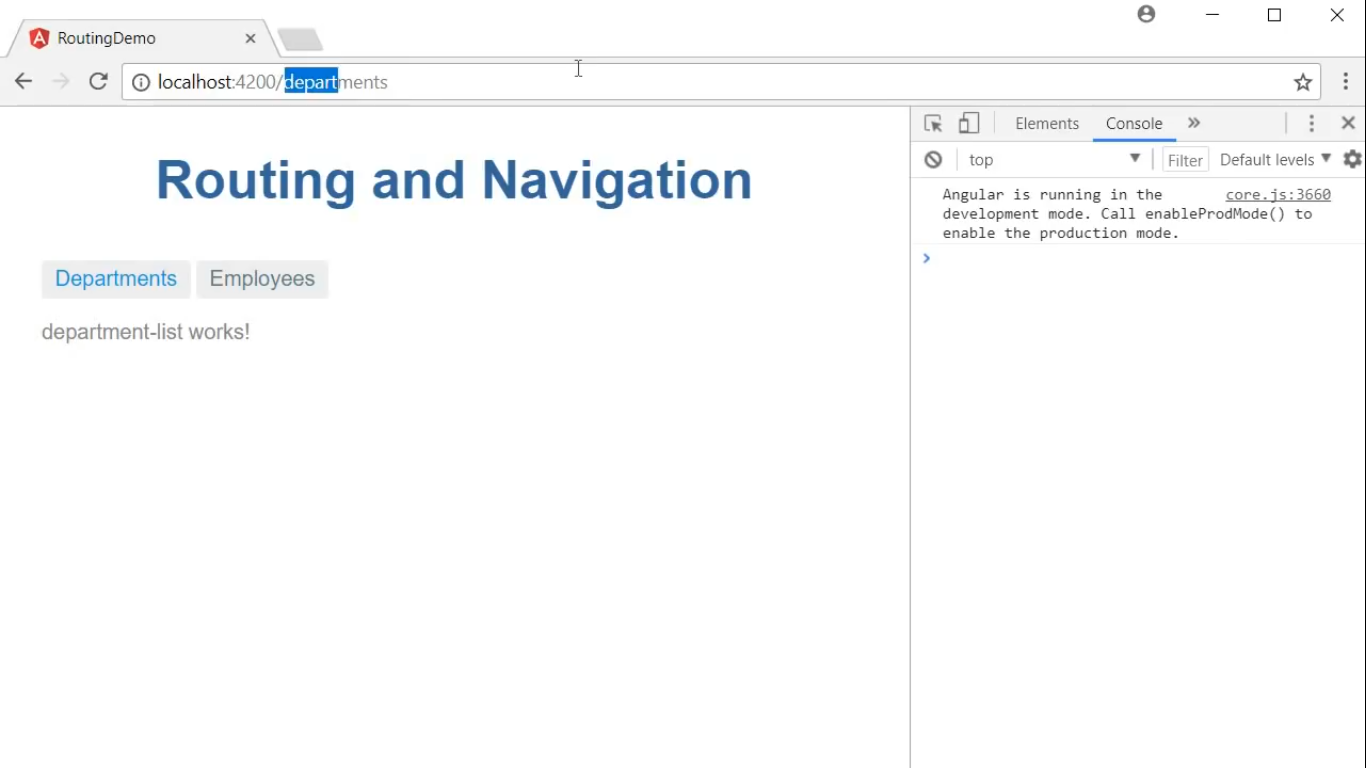 RoutingDemo
localhost:4200/departments
Routing and Navigation
Departments Employees
department-list works!
Elements Console
top Filter Default levels
Angular is running in the core.js:3660
development mode. Call enableProdMode() to
enable the production mode.